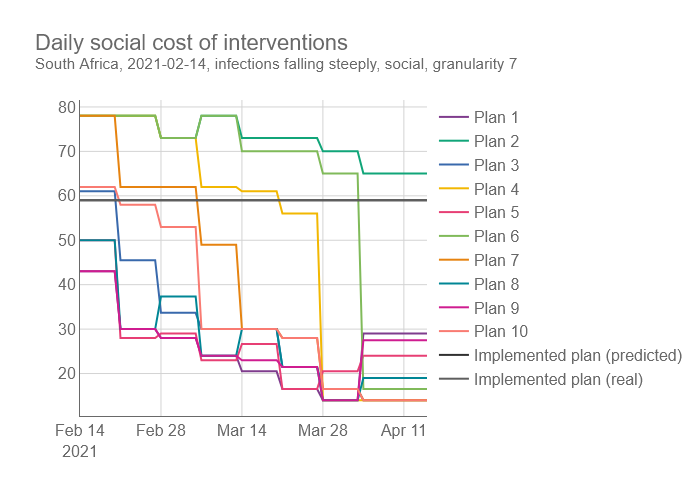 Daily social cost of interventions
South Africa, 2021-02-14, infections falling steeply, social, granularity 7
80
70
60
50
40
30
20
Feb 14
2021
Feb 28
Mar 14
Mar 28
Apr 11
Plan 1
Plan 2
Plan 3
Plan 4
Plan 5
Plan 6
Plan 7
Plan 8
Plan 9
Plan 10
Implemented plan (predicted)
Implemented plan (real)